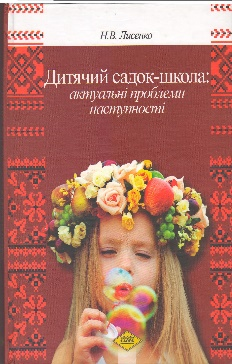 Н.В. Лисенко
Дитячий садок-школа:
актуальні проблеми
наступності